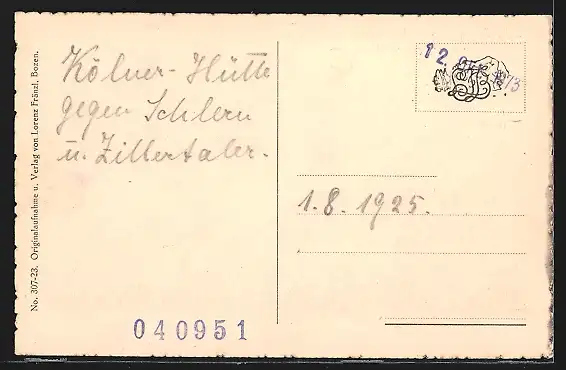 Kölner-Hütte
gegen Schlern
u. Zillertaler.
12.
1.8.1925.
040951
No. 307-23. Originalaufnahme u. Verlag von Lorenz Fränzl, Bozen.